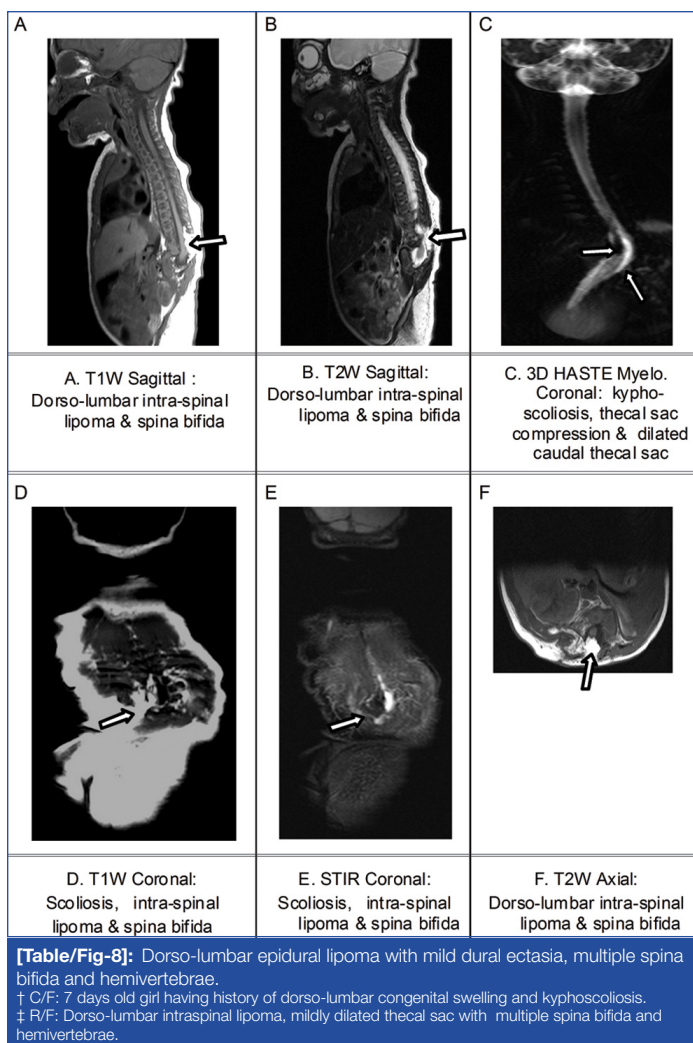 A
B
C
A. T1W Sagittal :
Dorso-lumbar intra-spinal
lipoma & spina bifida
B. T2W Sagittal:
Dorso-lumbar intra-spinal
lipoma & spina bifida
C. 3D HASTE Myelo.
Coronal: kypho-
scoliosis, thecal sac
compression & dilated
caudal thecal sac
D
E
F
D. T1W Coronal:
Scoliosis, intra-spinal
lipoma & spina bifida
E. STIR Coronal:
Scoliosis, intra-spinal
lipoma & spina bifida
F. T2W Axial:
Dorso-lumbar intra-spinal
lipoma & spina bifida
[Table/Fig-8]: Dorso-lumbar epidural lipoma with mild dural ectasia, multiple spina
bifida and hemivertebrae.
† C/F: 7 days old girl having history of dorso-lumbar congenital swelling and kyphoscoliosis.
‡ R/F: Dorso-lumbar intraspinal lipoma, mildly dilated thecal sac with multiple spina bifida and
hemivertebrae.